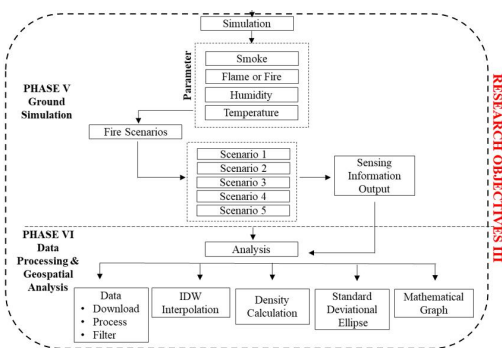 Simulation
Parameter
Smoke
Flame or Fire
Humidity
Temperature
PHASE V
Ground
Simulation
Fire Scenarios
Scenario 1
Scenario 2
Scenario 3
Scenario 4
Scenario 5
Sensing
Information
Output
RESEARCH OBJECTIVES III
PHASE VI
Data
Processing &
Geospatial
Analysis
Analysis
Data
• Download
• Process
• Filter
IDW
Interpolation
Density
Calculation
Standard
Deviational
Ellipse
Mathematical
Graph